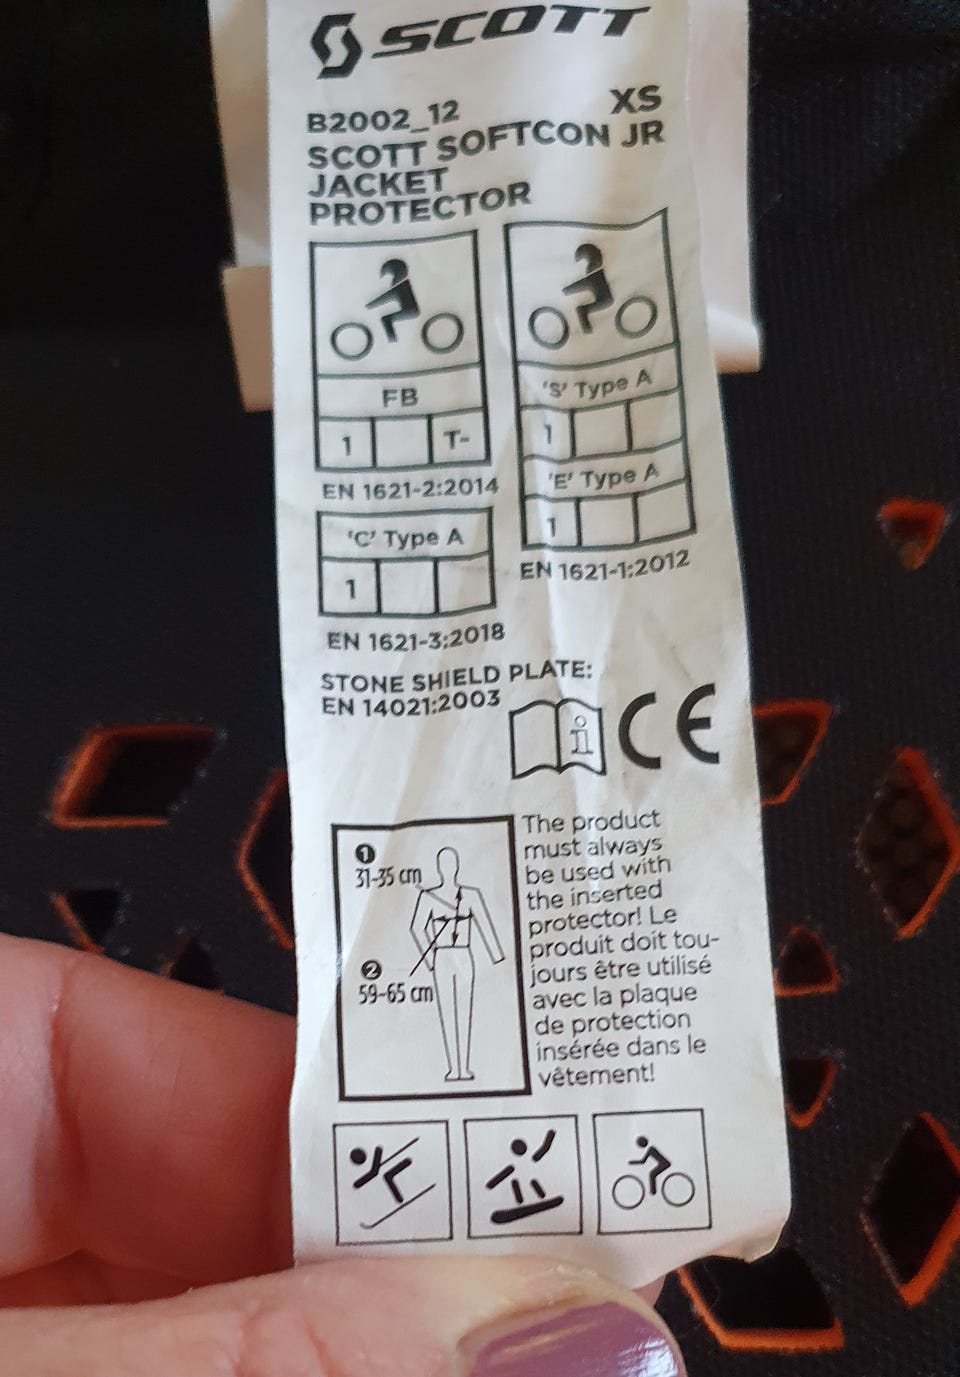 SCOTT
B2002_12 XS
SCOTT SOFTCON JR
JACKET
PROTECTOR
FB
1 T-
EN 1621-2:2014
'S' Type A
1
'E' Type A
1
EN 1621-1:2012
'C' Type A
1
EN 1621-3:2018
STONE SHIELD PLATE:
EN 14021:2003
i
CE
1
31-35 cm
2
59-65 cm
The product
must always
be used with
the inserted
protector! Le
produit doit tou-
jours être utilisé
avec la plaque
de protection
insérée dans le
vêtement!